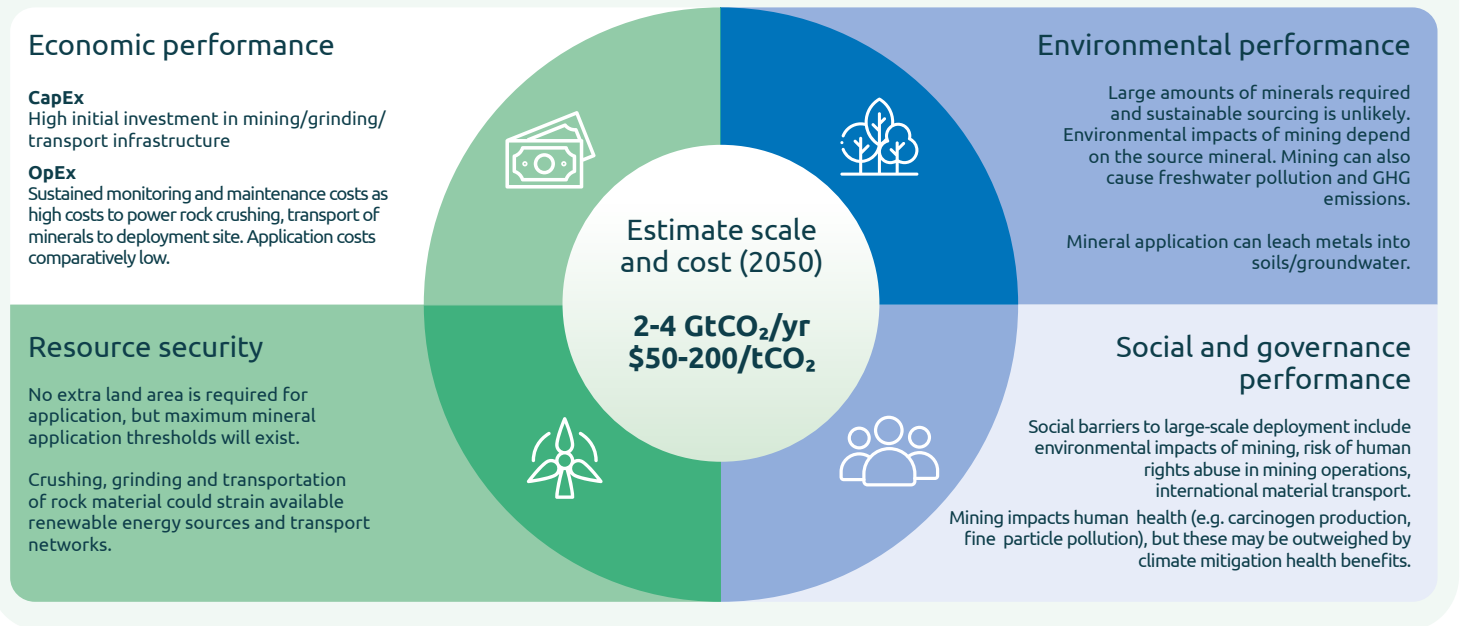 Economic performance
CapEx
High initial investment in mining/grinding/
transport infrastructure
OpEx
Sustained monitoring and maintenance costs as
high costs to power rock crushing, transport of
minerals to deployment site. Application costs
comparatively low.
Environmental performance
Large amounts of minerals required
and sustainable sourcing is unlikely.
Environmental impacts of mining depend
on the source mineral. Mining can also
cause freshwater pollution and GHG
emissions.
Mineral application can leach metals into
soils/groundwater.
Estimate scale
and cost (2050)
2-4 GtCO₂/yr
$50-200/tCO₂
Resource security
No extra land area is required for
application, but maximum mineral
application thresholds will exist.
Crushing, grinding and transportation
of rock material could strain available
renewable energy sources and transport
networks.
Social and governance
performance
Social barriers to large-scale deployment include
environmental impacts of mining, risk of human
rights abuse in mining operations,
international material transport.
Mining impacts human health (e.g. carcinogen production,
fine particle pollution), but these may be outweighed by
climate mitigation health benefits.